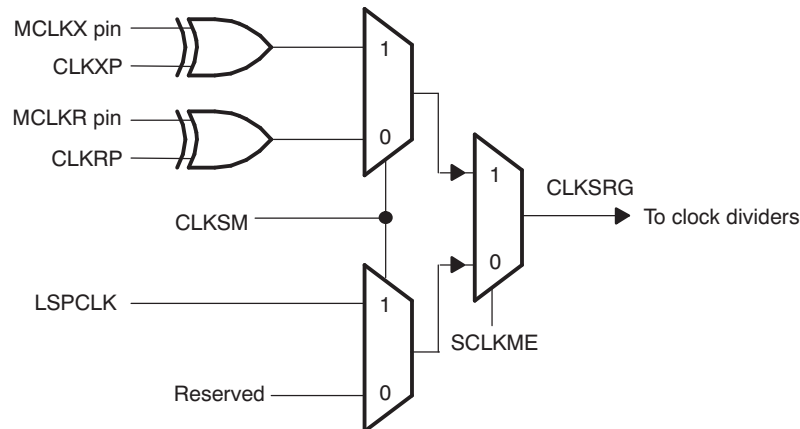 MCLKX pin
CLKXP
1
MCLKR pin
CLKRP
0
CLKSM
1
0
CLKSRG
To clock dividers
SCLKME
LSPCLK
1
Reserved
0